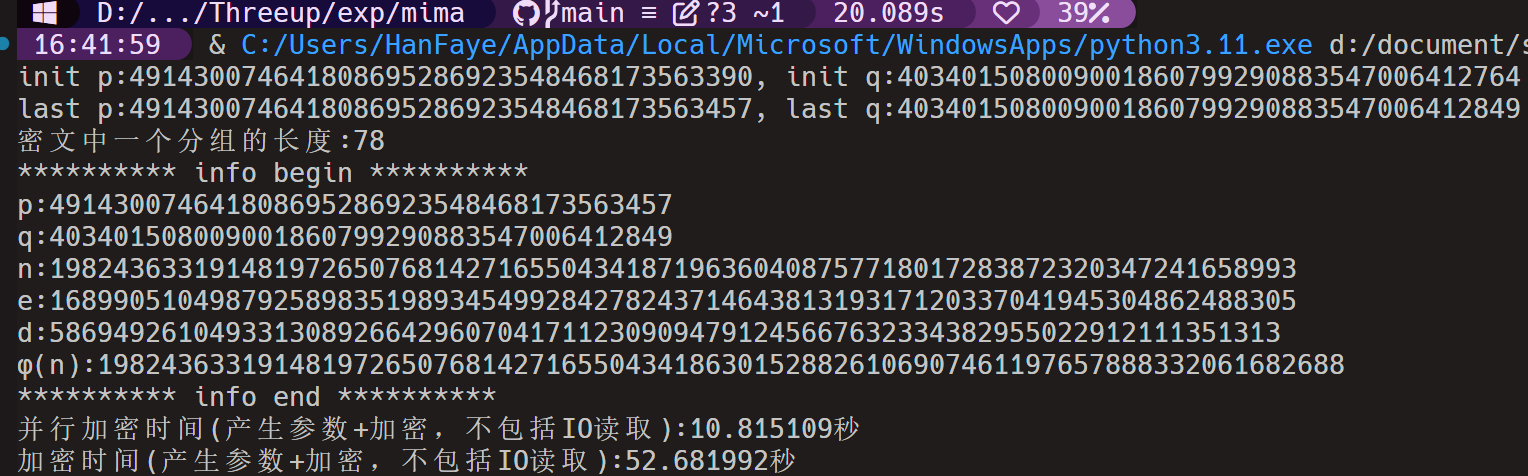 D:/.../Threeup/exp/mima main ≡ ?3 ~1 20.089s 39%
16:41:59 & C:/Users/HanFaye/AppData/Local/Microsoft/WindowsApps/python3.11.exe d:/document/s
init p:491430074641808695286923548468173563390, init q:403401508009001860799290883547006412764
last p:491430074641808695286923548468173563457, last q:403401508009001860799290883547006412849
密文中一个分组的长度:78
********** info begin **********
p:491430074641808695286923548468173563457
q:403401508009001860799290883547006412849
n:198243633191481972650768142716550434187196360408757718017283872320347241658993
e:168990510498792589835198934549928427824371464381319317120337041945304862488305
d:58694926104933130892664296070417112309094791245667632334382955022912111351313
φ(n):198243633191481972650768142716550434186301528826106907461197657888332061682688
********** info end **********
并行加密时间(产生参数+加密, 不包括IO读取):10.815109秒
加密时间(产生参数+加密, 不包括IO读取):52.681992秒